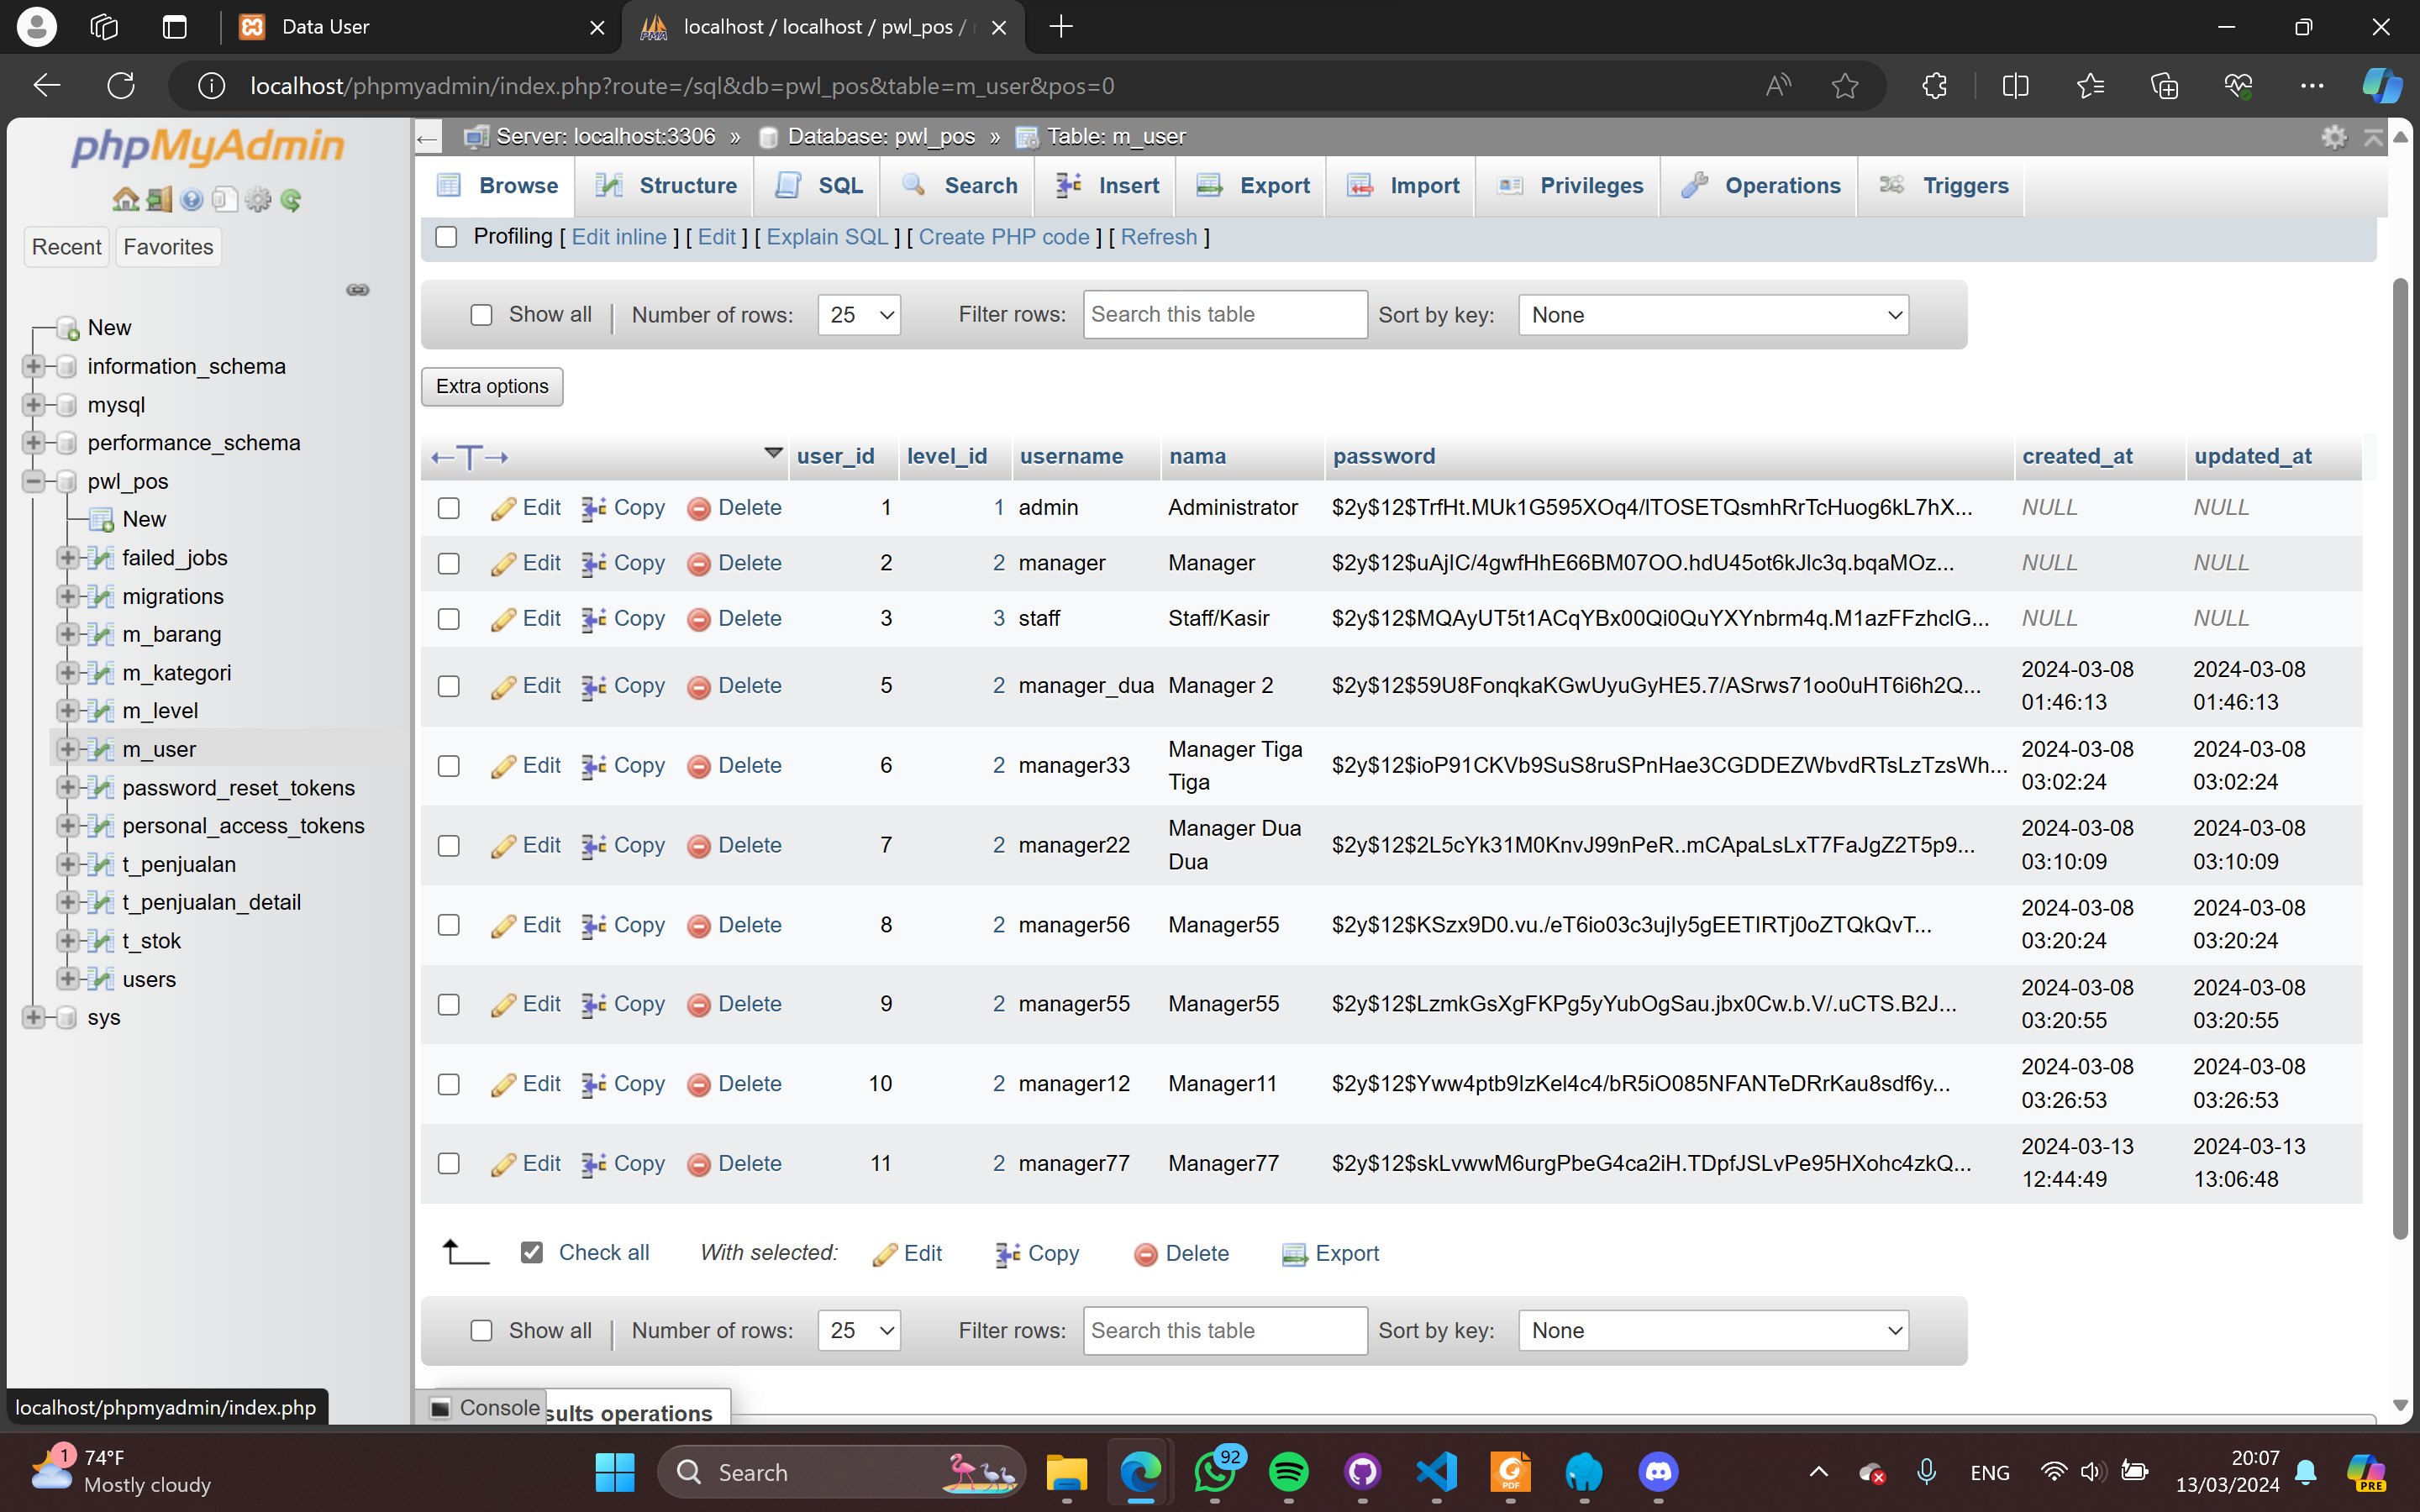 Data User
localhost / localhost / pwl_pos /
localhost/phpmyadmin/index.php?route=/sql&db=pwl_pos&table=m_user&pos=0
phpMyAdmin
Recent
Favorites
New
information_schema
mysql
performance_schema
pwl_pos
New
failed_jobs
migrations
m_barang
m_kategori
m_level
m_user
password_reset_tokens
personal_access_tokens
t_penjualan
t_penjualan_detail
t_stok
users
sys
localhost/phpmyadmin/index.php
Server: localhost:3306 » Database: pwl_pos » Table: m_user
Browse Structure SQL Search Insert Export Import Privileges Operations Triggers
Profiling [ Edit inline ] [ Edit ] [ Explain SQL ] [ Create PHP code ] [ Refresh ]
Show all | Number of rows: 25 Filter rows: Search this table Sort by key: None
Extra options
user_id level_id username nama password created_at updated_at
Edit Copy Delete 1 1 admin Administrator $2y$12$TrfHt.MUk1G595XOq4/ITOSETQsmhRrTcHuog6kL7hX... NULL NULL
Edit Copy Delete 2 2 manager Manager $2y$12$uAjIC/4gwfHhE66BM07OO.hdU45ot6kJlc3q.bqaMOz... NULL NULL
Edit Copy Delete 3 3 staff Staff/Kasir $2y$12$MQAyUT5t1ACqYBx00Qi0QuYXYnbrm4q.M1azFFzhclG... NULL NULL
Edit Copy Delete 5 2 manager_dua Manager 2 $2y$12$59U8FonqkaKGwUyuGyHE5.7/ASrws71oo0uHT6i6h2Q... 2024-03-08 2024-03-08
01:46:13 01:46:13
Edit Copy Delete 6 2 manager33 Manager Tiga $2y$12$ioP91CKVb9SuS8ruSPnHae3CGDDEZWbvdRTsLzTzsWh... 2024-03-08 2024-03-08
Tiga 03:02:24 03:02:24
Edit Copy Delete 7 2 manager22 Manager Dua $2y$12$2L5cYk31M0KnvJ99nPeR..mCApaLsLxT7FaJgZ2T5p9... 2024-03-08 2024-03-08
Dua 03:10:09 03:10:09
Edit Copy Delete 8 2 manager56 Manager55 $2y$12$KSzx9D0.vu./eT6io03c3ujIy5gEETIRTj0oZTQkQvT... 2024-03-08 2024-03-08
03:20:24 03:20:24
Edit Copy Delete 9 2 manager55 Manager55 $2y$12$LzmkGsXgFKPg5yYubOgSau.jbx0Cw.b.V/.uCTS.B2J... 2024-03-08 2024-03-08
03:20:55 03:20:55
Edit Copy Delete 10 2 manager12 Manager11 $2y$12$Yww4ptb9IzKel4c4/bR5iO085NFANTeDRrKau8sdf6y... 2024-03-08 2024-03-08
03:26:53 03:26:53
Edit Copy Delete 11 2 manager77 Manager77 $2y$12$skLvwwM6urgPbeG4ca2iH.TDpfJSLvPe95HXohc4zkQ... 2024-03-13 2024-03-13
12:44:49 13:06:48
Check all With selected: Edit Copy Delete Export
Show all | Number of rows: 25 Filter rows: Search this table Sort by key: None
Console sults operations
1
74°F
Mostly cloudy
Search
92
PDF
ENG
20:07
13/03/2024
PRE